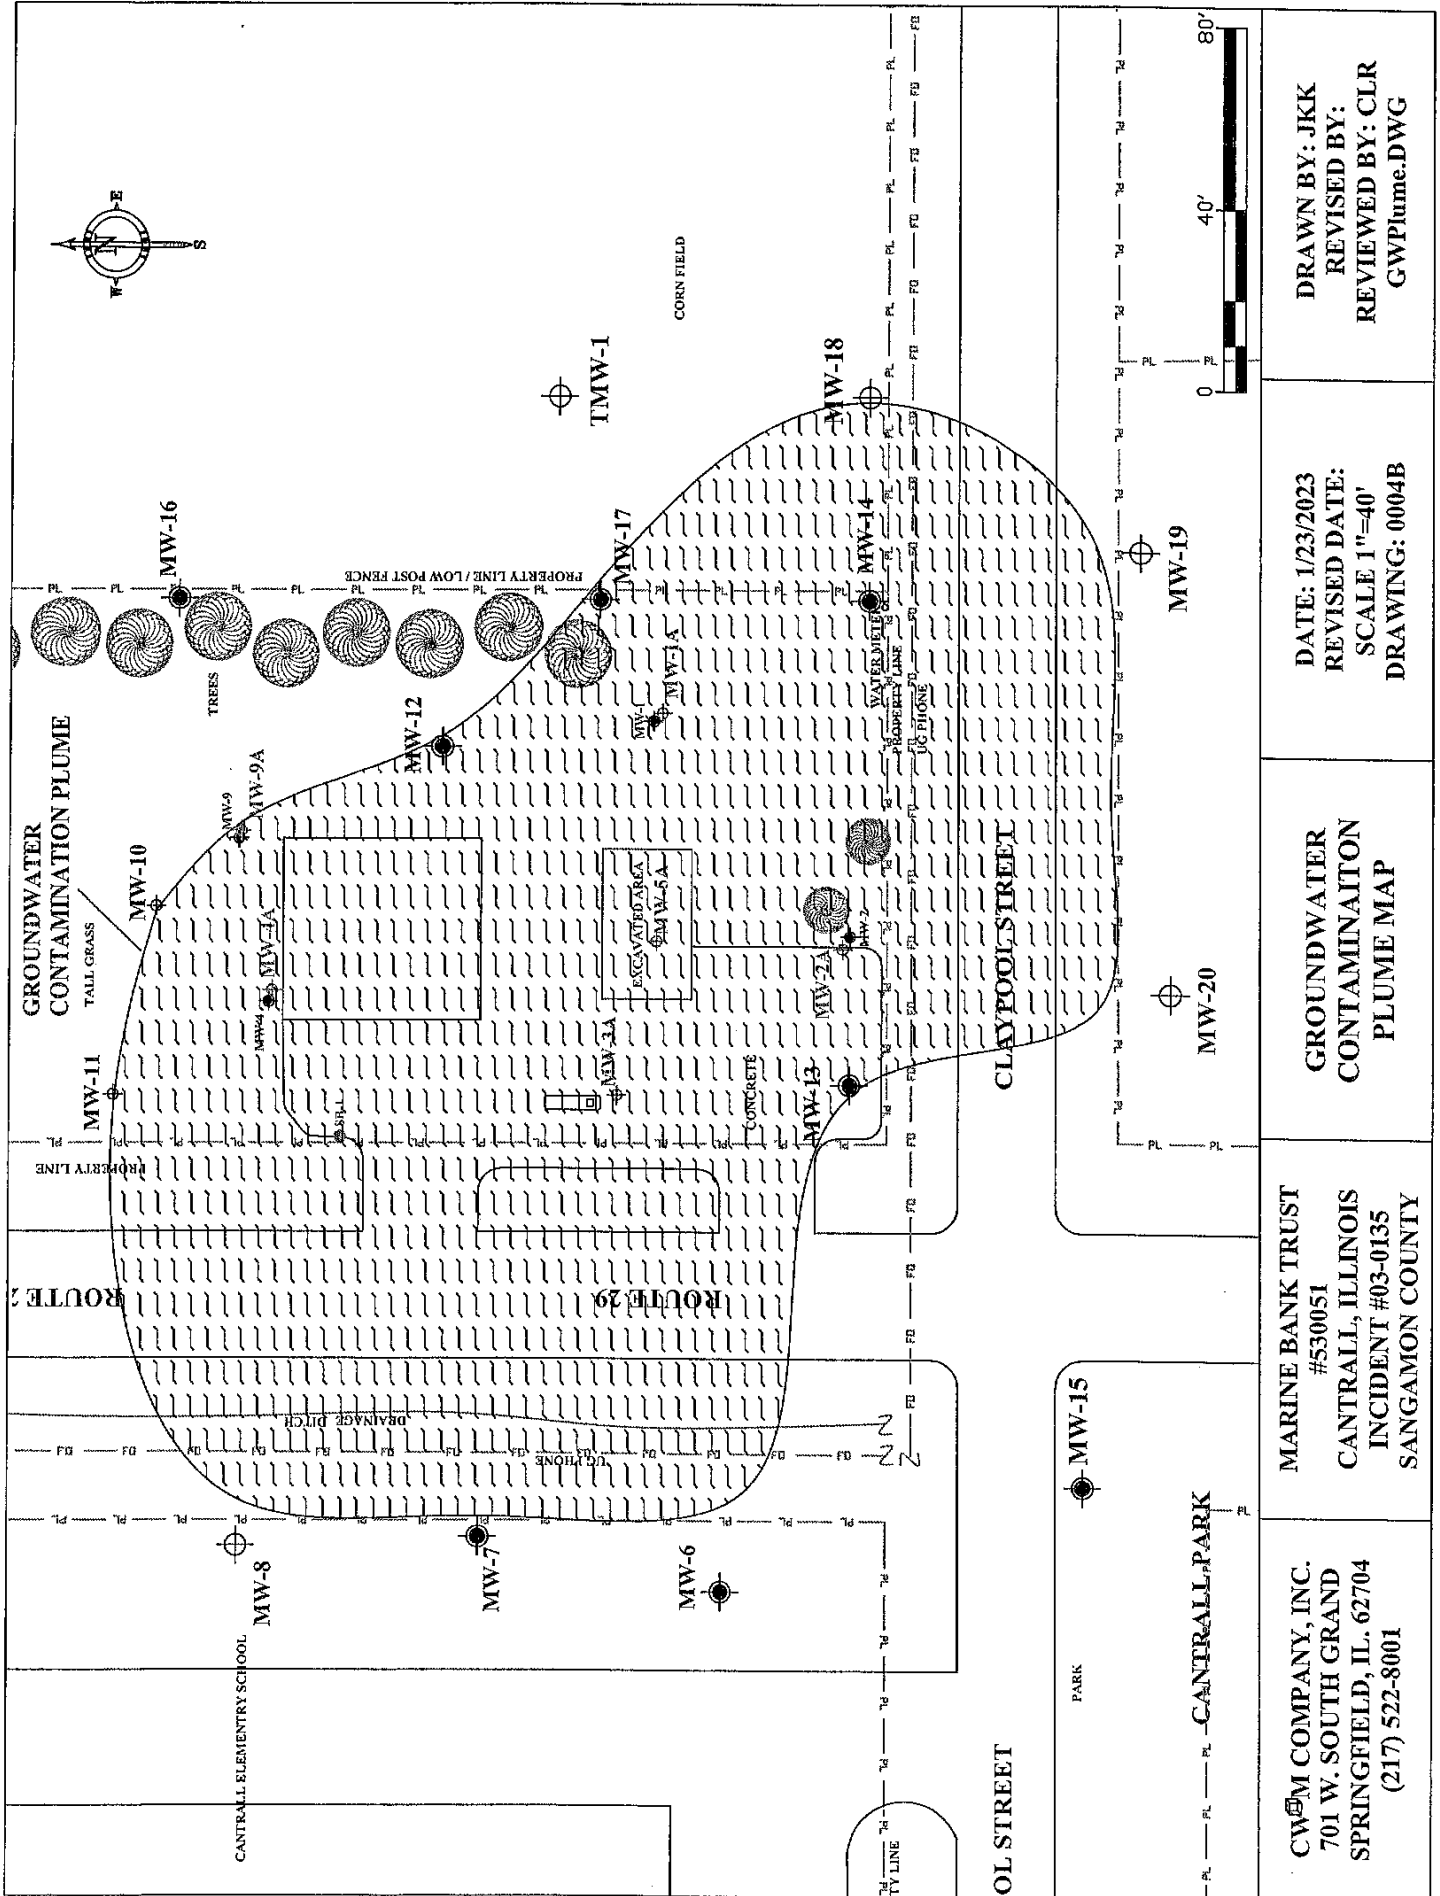 GROUNDWATER
CONTAMINATION PLUME
TALL GRASS
TREES
N
E
S
W
CORN FIELD
MW-16
TMW-1
MW-18
MW-17
MW-14
MW-19
PROPERTY LINE / LOW POST FENCE
MW-12
MW-9
MW-9A
MW-10
MW-11
MW-4
MW-4A
MW-1
MW-1A
WATER METER
PROPERTY LINE
UG PHONE
EXCAVATED AREA
MW-5A
MW-3A
MW-2A
MW-2
MW-13
CONCRETE
CLAYPOOL STREET
MW-20
PROPERTY LINE
ROUTE 2
ROUTE 29
DRAINAGE DITCH
UG PHONE
MW-8
MW-7
MW-6
MW-15
CANTRALL ELEMENTRY SCHOOL
PARK
CANTRALL PARK
OL STREET
TY LINE
0 40' 80'
CW M COMPANY, INC.
701 W. SOUTH GRAND
SPRINGFIELD, IL. 62704
(217) 522-8001
MARINE BANK TRUST
#530051
CANTRALL, ILLINOIS
INCIDENT #03-0135
SANGAMON COUNTY
GROUNDWATER
CONTAMINAITON
PLUME MAP
DATE: 1/23/2023
REVISED DATE:
SCALE 1"=40'
DRAWING: 0004B
DRAWN BY: JKK
REVISED BY:
REVIEWED BY: CLR
GWPlume.DWG